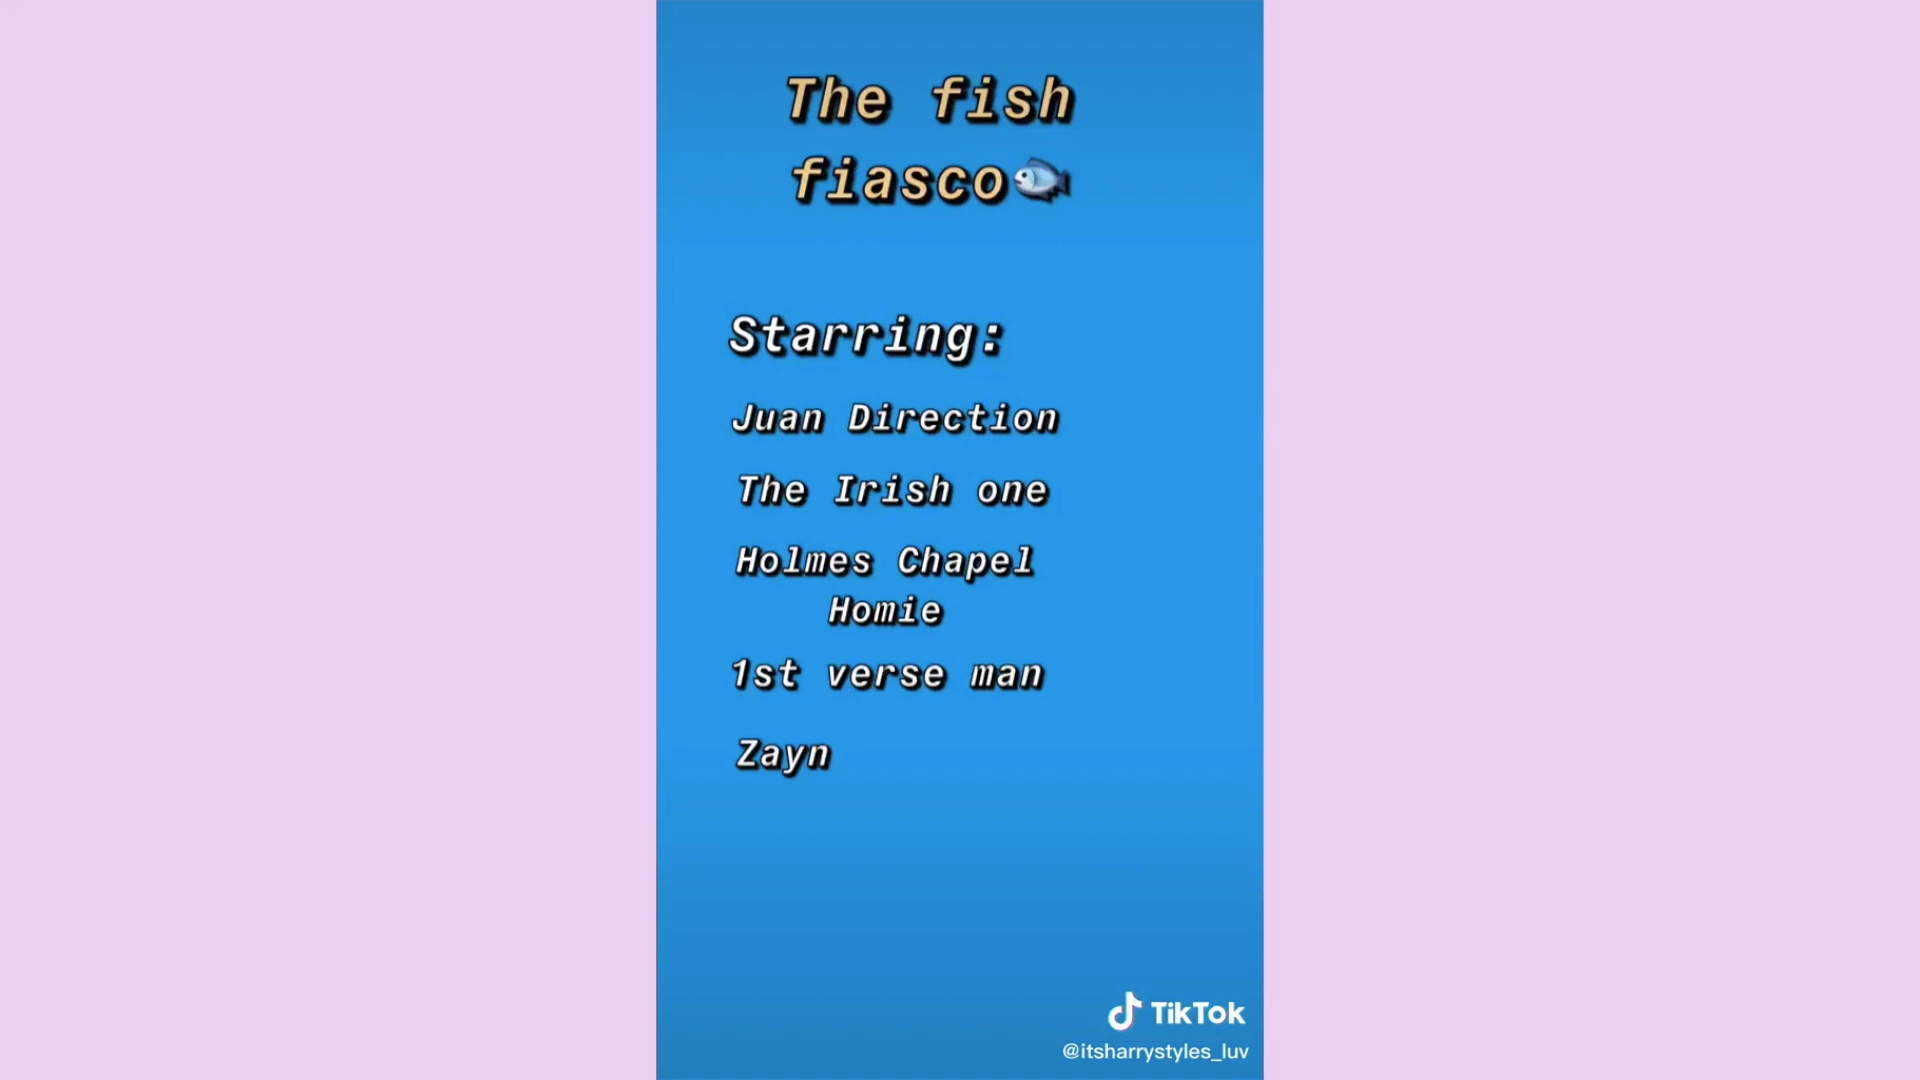 The fish
fiasco🐟
Starring:
Juan Direction
The Irish one
Holmes Chapel
Homie
1st verse man
Zayn
TikTok
@itsharrystyles_luv